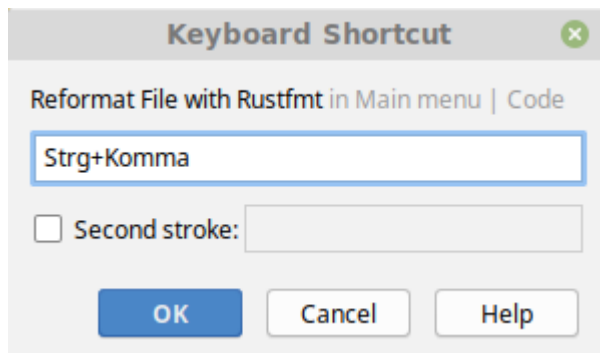 Keyboard Shortcut
Reformat File with Rustfmt in Main menu | Code
Strg+Komma
Second stroke:
OK Cancel Help